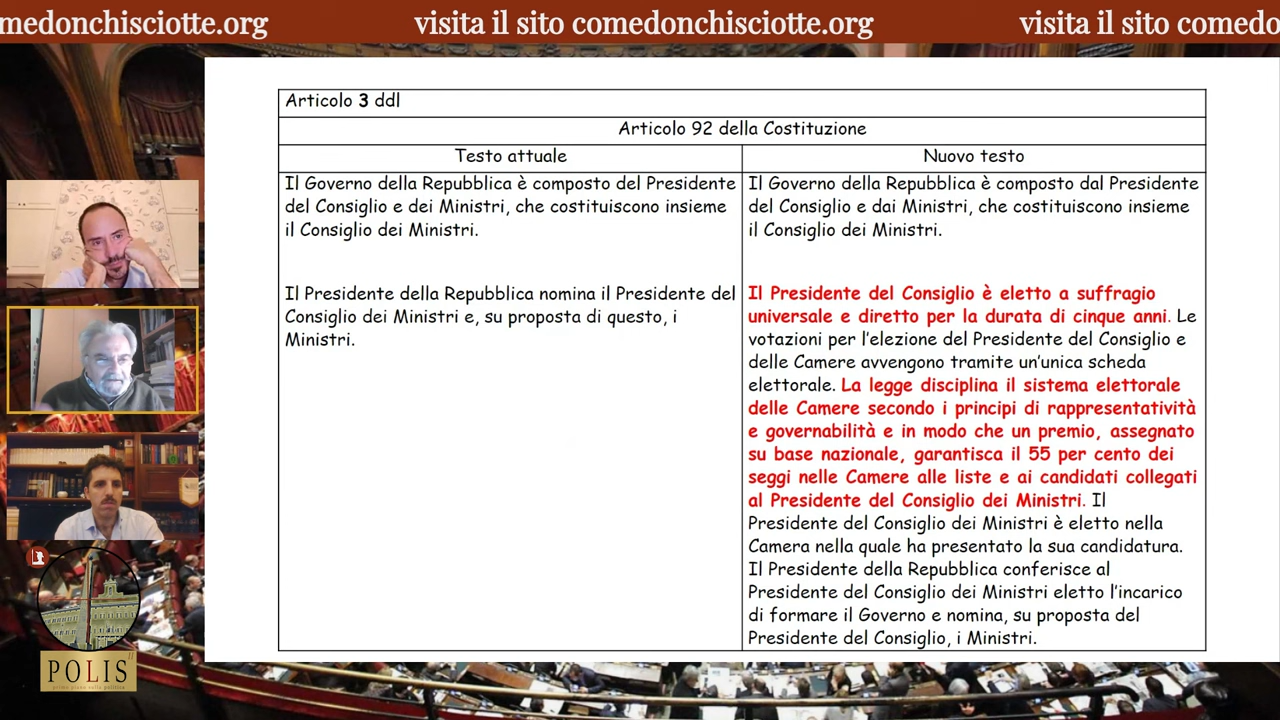 medonchisciotte.org visita il sito comedonchisciotte.org visita il sito comedo
Articolo 3 ddl
Articolo 92 della Costituzione
Testo attuale
Nuovo testo
Il Governo della Repubblica è composto del Presidente
del Consiglio e dei Ministri, che costituiscono insieme
il Consiglio dei Ministri.
Il Presidente della Repubblica nomina il Presidente del
Consiglio dei Ministri e, su proposta di questo, i
Ministri.
Il Governo della Repubblica è composto dal Presidente
del Consiglio e dai Ministri, che costituiscono insieme
il Consiglio dei Ministri.
Il Presidente del Consiglio è eletto a suffragio
universale e diretto per la durata di cinque anni. Le
votazioni per l'elezione del Presidente del Consiglio e
delle Camere avvengono tramite un'unica scheda
elettorale. La legge disciplina il sistema elettorale
delle Camere secondo i principi di rappresentatività
e governabilità e in modo che un premio, assegnato
su base nazionale, garantisca il 55 per cento dei
seggi nelle Camere alle liste e ai candidati collegati
al Presidente del Consiglio dei Ministri. Il
Presidente del Consiglio dei Ministri è eletto nella
Camera nella quale ha presentato la sua candidatura.
Il Presidente della Repubblica conferisce al
Presidente del Consiglio dei Ministri eletto l'incarico
di formare il Governo e nomina, su proposta del
Presidente del Consiglio, i Ministri.
POLIS
primo piano sulla politica